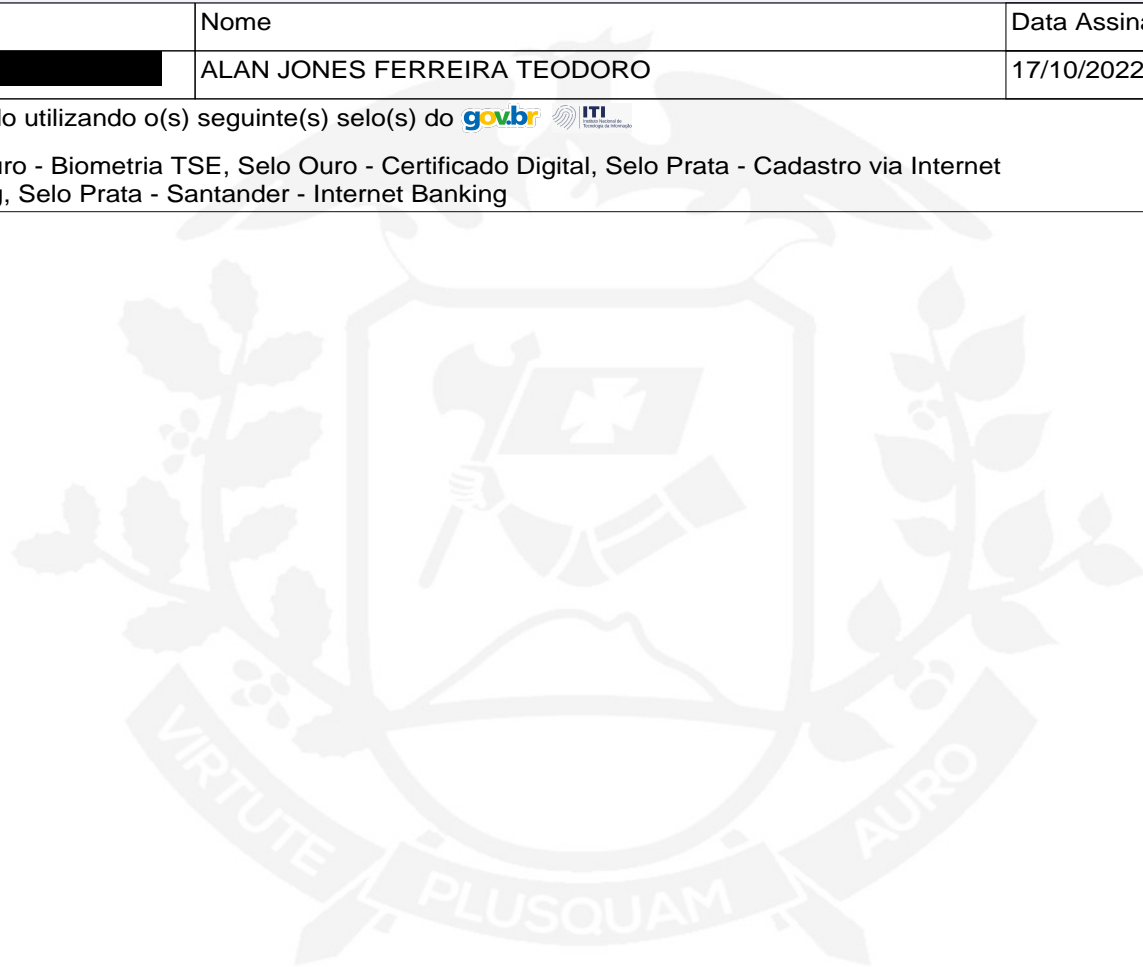 Nome Data Assina
ALAN JONES FERREIRA TEODORO 17/10/2022
do utilizando o(s) seguinte(s) selo(s) do gov.br ITI
uro - Biometria TSE, Selo Ouro - Certificado Digital, Selo Prata - Cadastro via Internet
g, Selo Prata - Santander - Internet Banking
VIRTUTE PLUSQUAM AURO